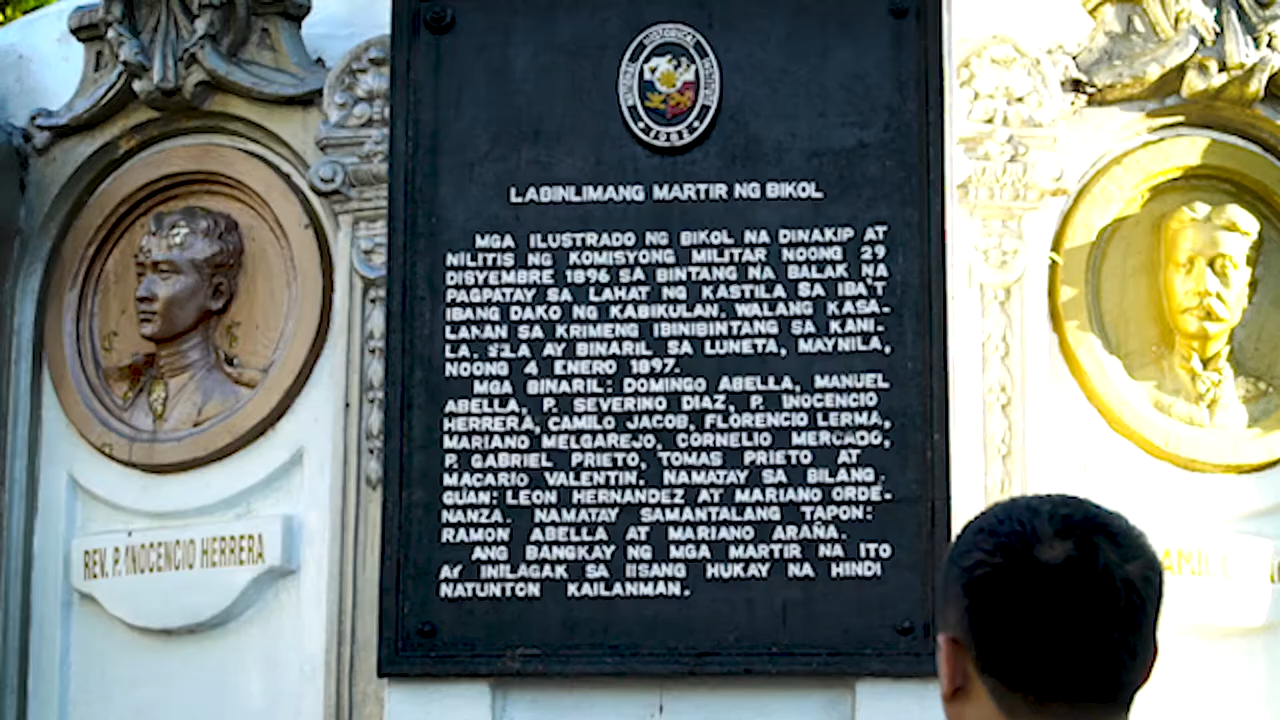 NATIONAL HISTORICAL INSTITUTE
1982
LABINLIMANG MARTIR NG BIKOL
MGA ILUSTRADO NG BIKOL NA DINAKIP AT
NILITIS NG KOMISYONG MILITAR NOONG 29
DISYEMBRE 1896 SA BINTANG NA BALAK NA
PAGPATAY SA LAHAT NG KASTILA SA IBA'T
IBANG DAKO NG KABIKULAN, WALANG KASA-
LANAN SA KRIMENG IBINIBINTANG SA KANI-
LA. SILA AY BINARIL SA LUNETA, MAYNILA,
NOONG 4 ENERO 1897.
MGA BINARIL: DOMINGO ABELLA, MANUEL
ABELLA, P. SEVERINO DIAZ, P. INOCENCIO
HERRERA, CAMILO JACOB, FLORENCIO LERMA,
MARIANO MELGAREJO, CORNELIO MERCADO,
P. GABRIEL PRIETO, TOMAS PRIETO AT
MACARIO VALENTIN. NAMATAY SA BILANG-
GUAN: LEON HERNANDEZ AT MARIANO ORDE-
NANZA. NAMATAY SAMANTALANG TAPON:
RAMON ABELLA AT MARIANO ARAÑA.
ANG BANGKAY NG MGA MARTIR NA ITO
AY INILAGAK SA IISANG HUKAY NA HINDI
NATUNTON KAILANMAN.
REV. P. INOCENCIO HERRERA